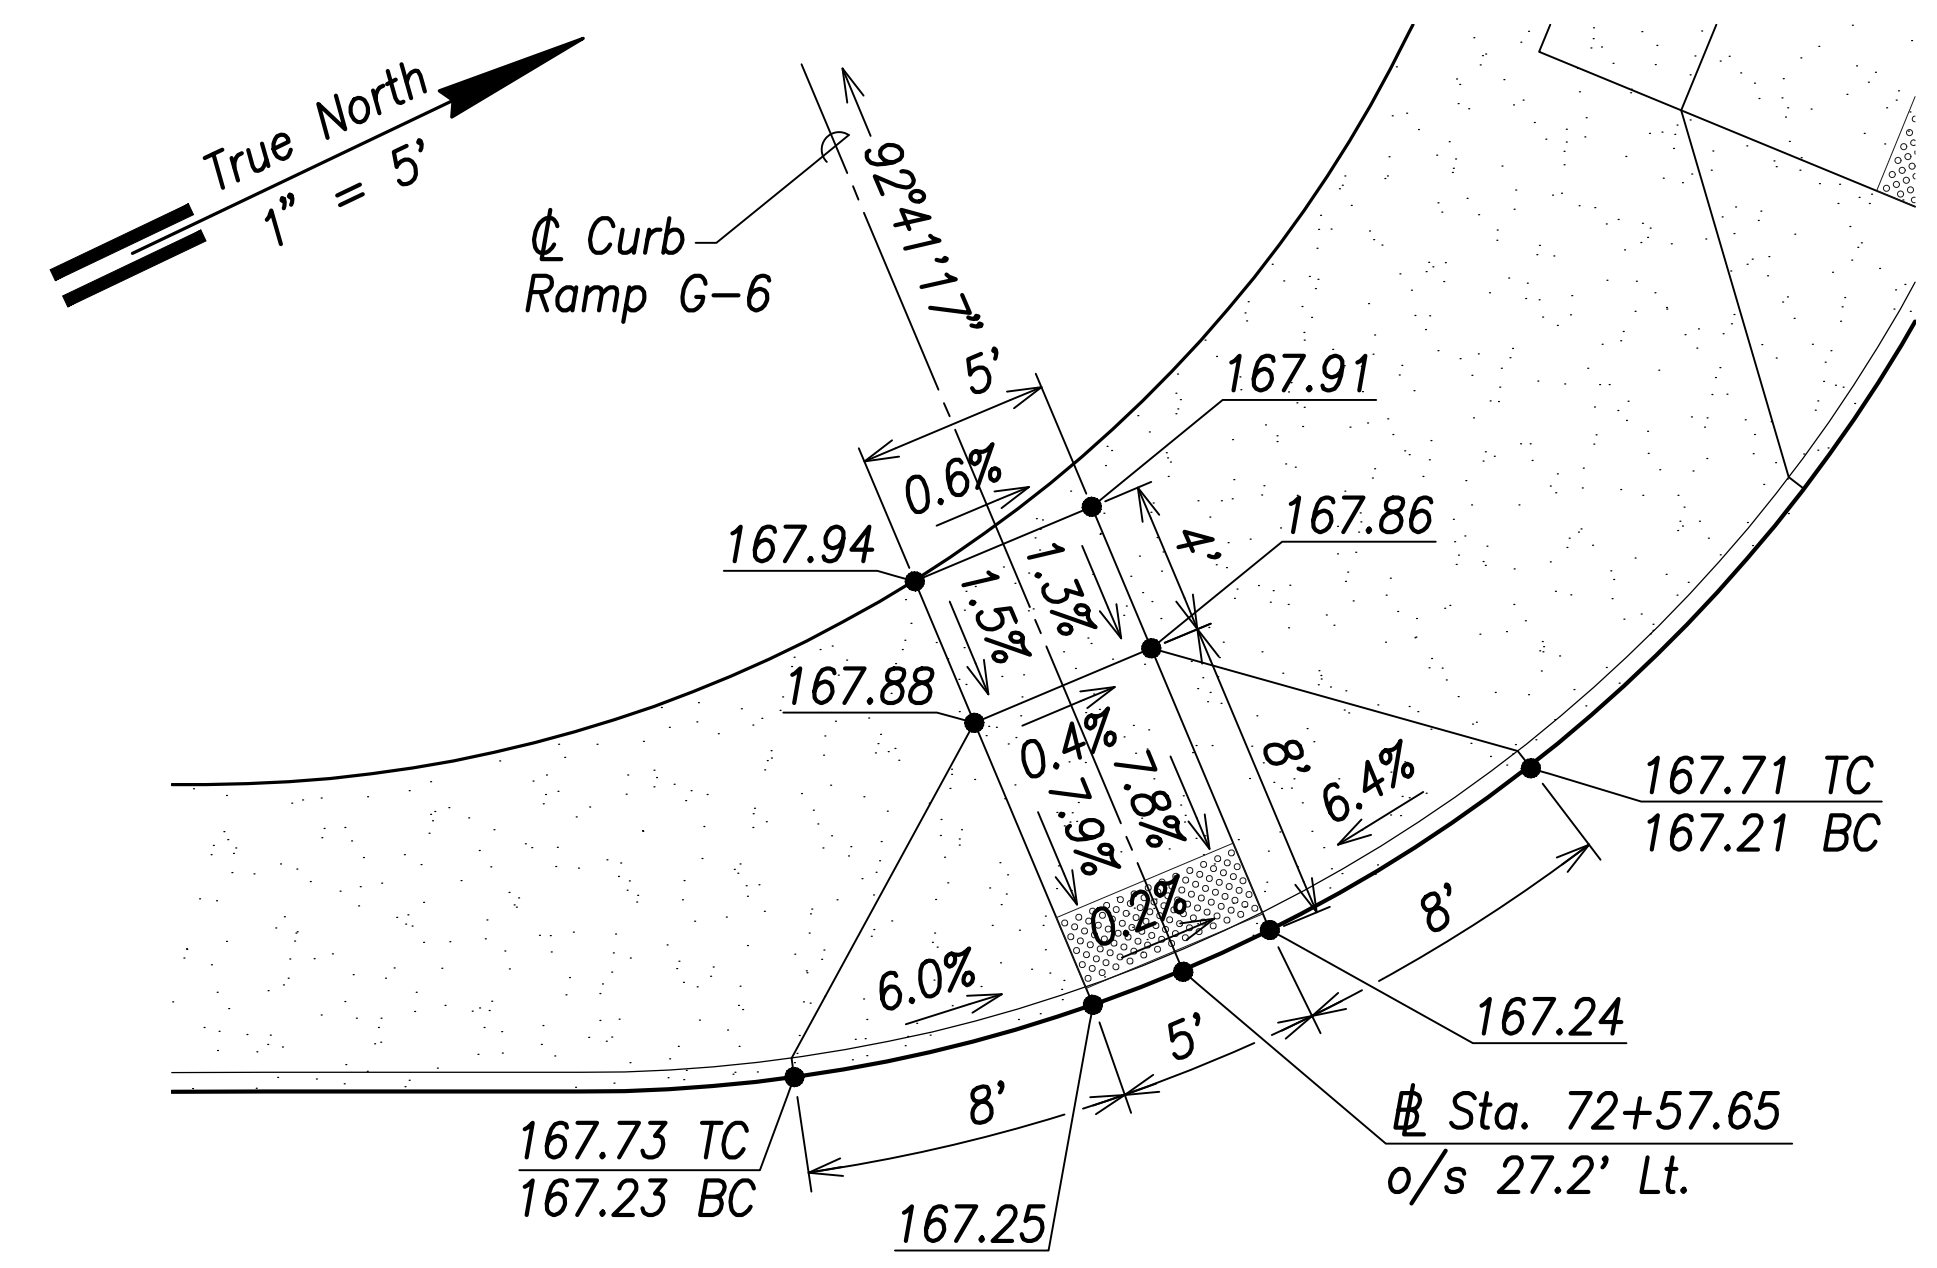 True North
1" = 5'
℄ Curb
Ramp G-6
92°41'17"
5'
167.91
0.6%
167.94
167.86
4'
1.3%
1.5%
167.88
0.4%
7.8%
7.9%
8'
6.4%
167.71 TC
167.21 BC
0.2%
8'
6.0%
167.24
5'
8'
167.73 TC
167.23 BC
167.25
BL Sta. 72+57.65
o/s 27.2' Lt.